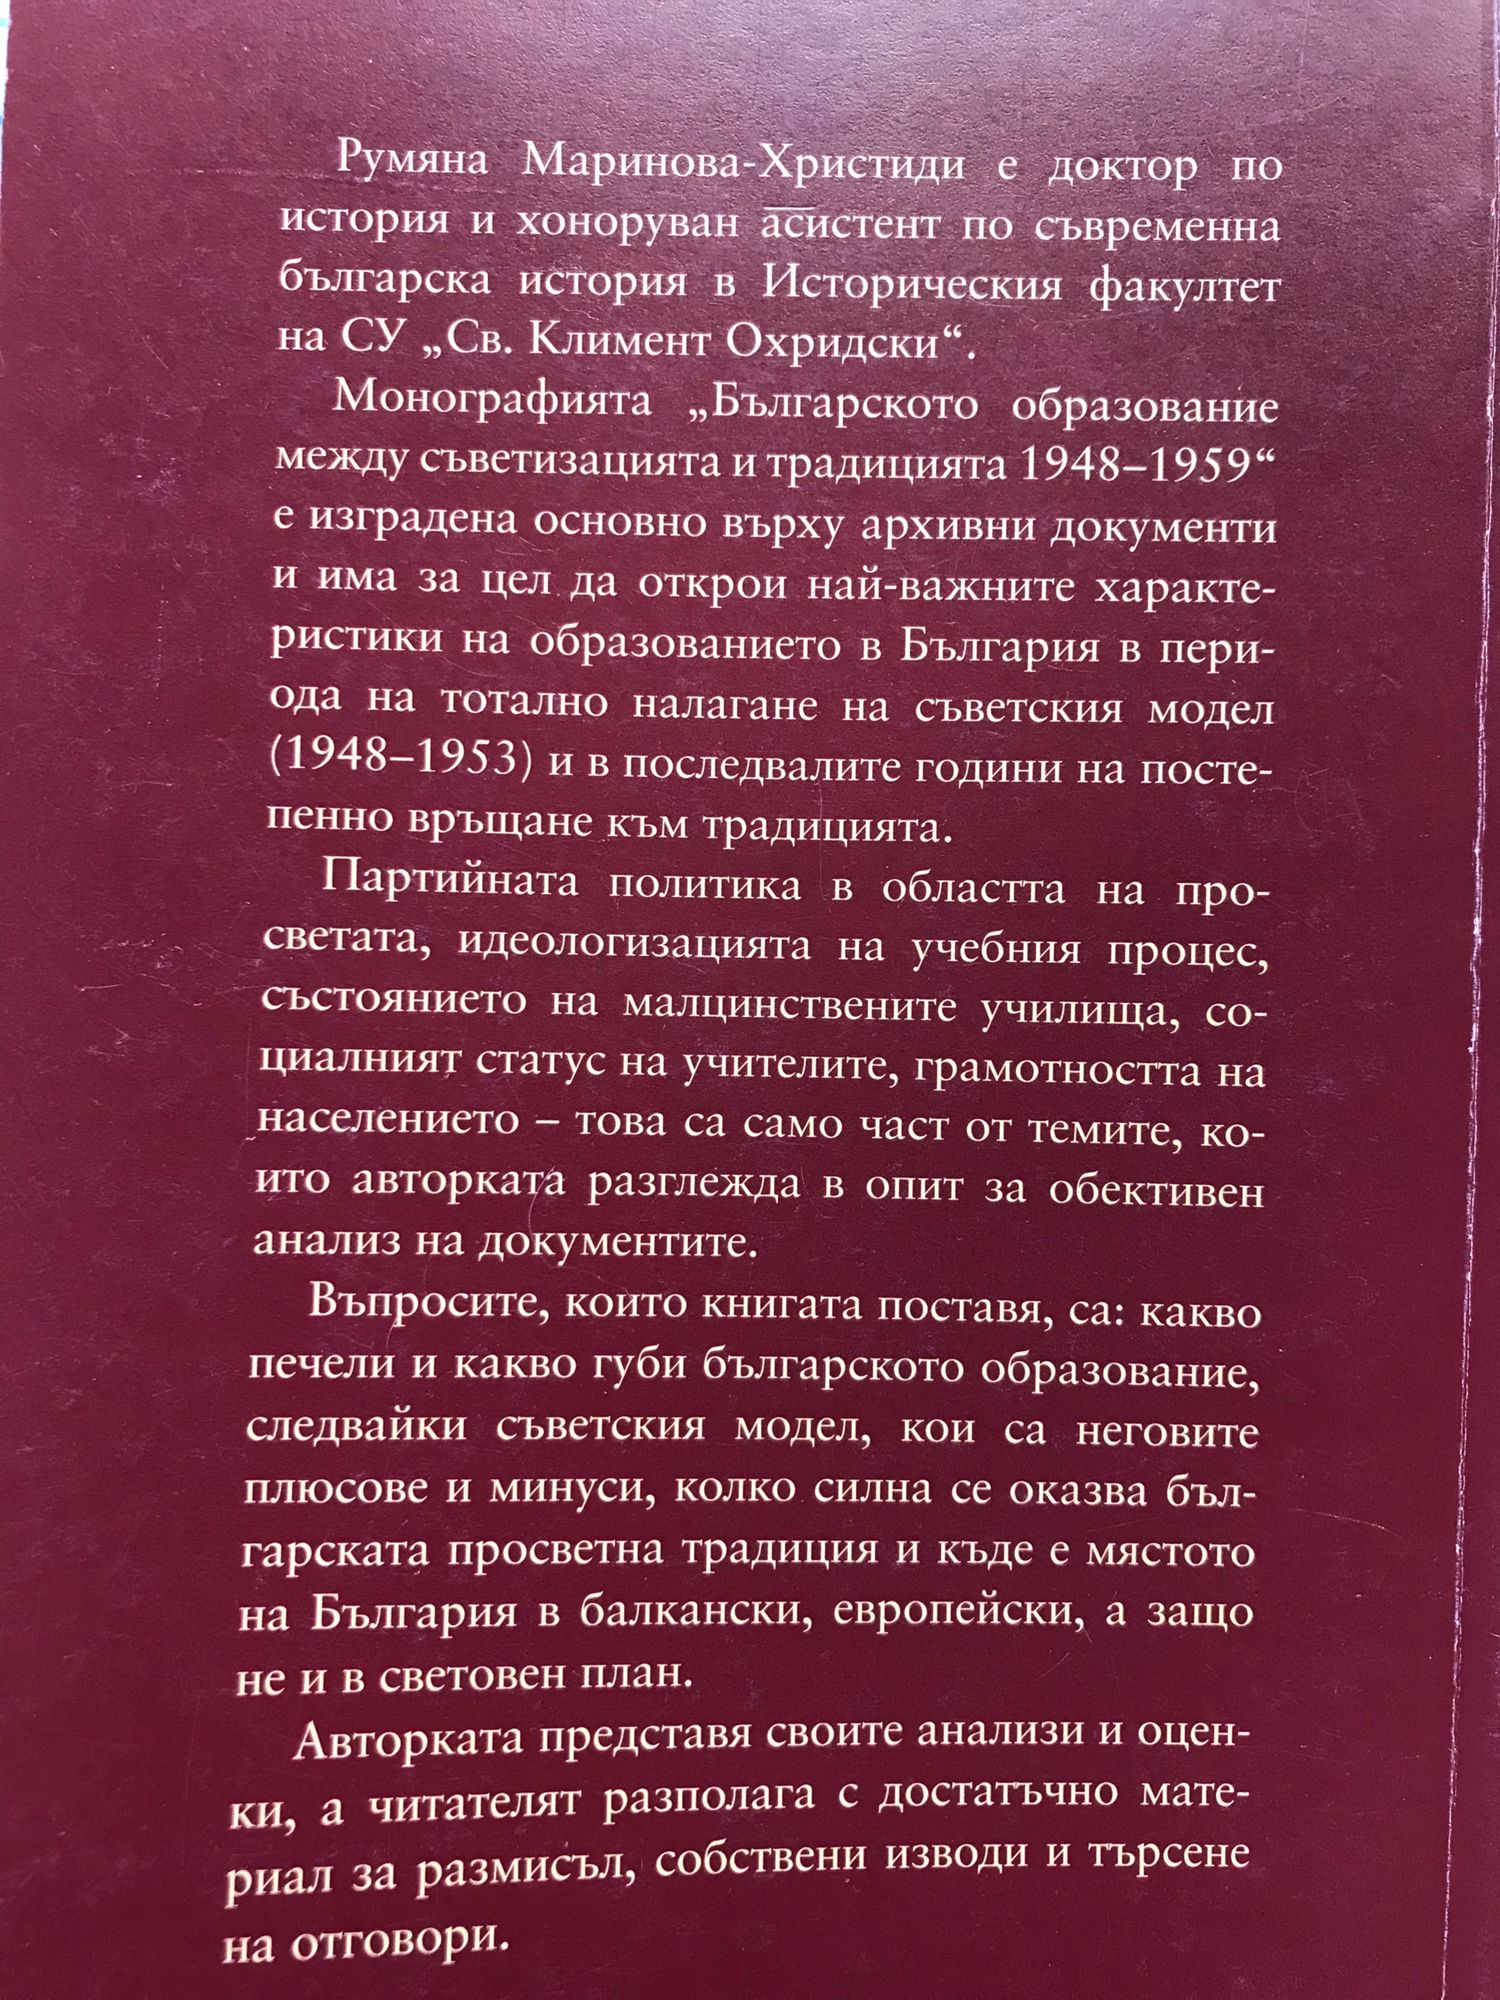 Румяна Маринова-Христиди е доктор по
история и хоноруван асистент по съвременна
българска история в Историческия факултет
на СУ „Св. Климент Охридски“.
Монографията „Българското образование
между съветизацията и традицията 1948–1959“
е изградена основно върху архивни документи
и има за цел да открои най-важните характе-
ристики на образованието в България в пери-
ода на тотално налагане на съветския модел
(1948–1953) и в последвалите години на посте-
пенно връщане към традицията.
Партийната политика в областта на про-
светата, идеологизацията на учебния процес,
състоянието на малцинствените училища, со-
циалният статус на учителите, грамотността на
населението – това са само част от темите, ко-
ито авторката разглежда в опит за обективен
анализ на документите.
Въпросите, които книгата поставя, са: какво
печели и какво губи българското образование,
следвайки съветския модел, кои са неговите
плюсове и минуси, колко силна се оказва бъл-
гарската просветна традиция и къде е мястото
на България в балкански, европейски, а защо
не и в световен план.
Авторката представя своите анализи и оцен-
ки, а читателят разполага с достатъчно мате-
риал за размисъл, собствени изводи и търсене
на отговори.